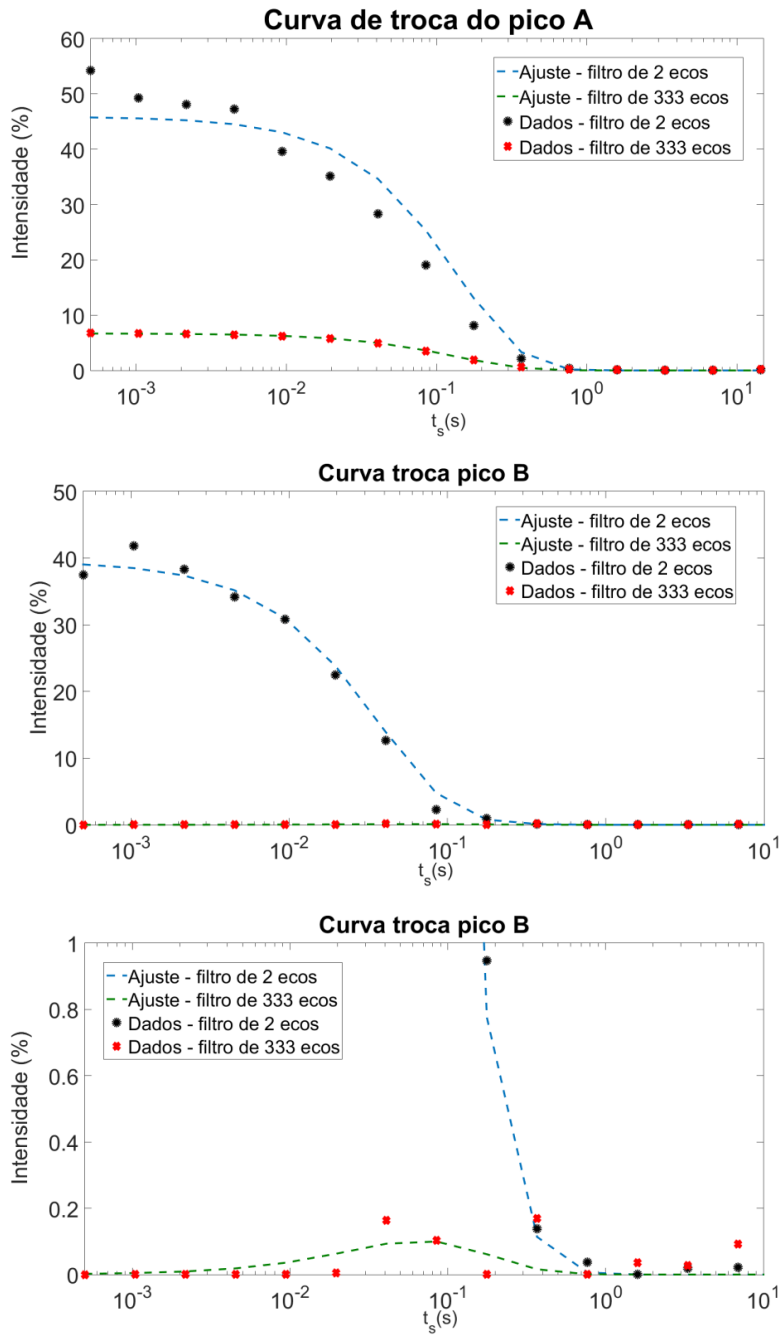 Curva de troca do pico A
60
50
40
30
20
10
0
Intensidade (%)
Ajuste - filtro de 2 ecos
Ajuste - filtro de 333 ecos
Dados - filtro de 2 ecos
Dados - filtro de 333 ecos
10^-3 10^-2 10^-1 10^0 10^1
t_s(s)
Curva troca pico B
50
40
30
20
10
0
Intensidade (%)
Ajuste - filtro de 2 ecos
Ajuste - filtro de 333 ecos
Dados - filtro de 2 ecos
Dados - filtro de 333 ecos
10^-3 10^-2 10^-1 10^0 10^1
t_s(s)
Curva troca pico B
1
0.8
0.6
0.4
0.2
0
Intensidade (%)
Ajuste - filtro de 2 ecos
Ajuste - filtro de 333 ecos
Dados - filtro de 2 ecos
Dados - filtro de 333 ecos
10^-3 10^-2 10^-1 10^0 10^1
t_s(s)